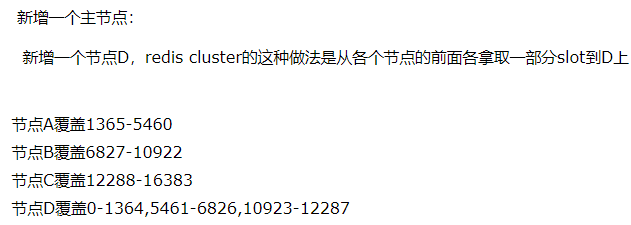 新增一个主节点：
新增一个节点D，redis cluster的这种做法是从各个节点的前面各拿取一部分slot到D上
节点A覆盖1365-5460
节点B覆盖6827-10922
节点C覆盖12288-16383
节点D覆盖0-1364,5461-6826,10923-12287